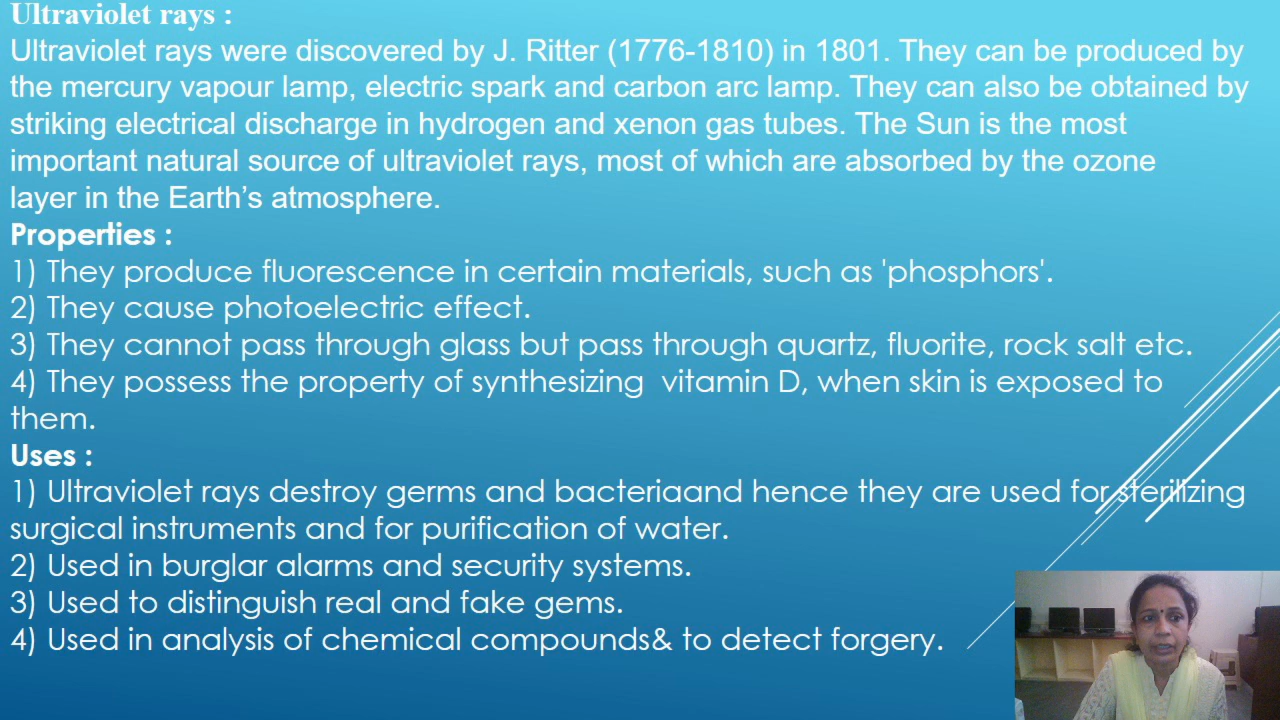 Ultraviolet rays :
Ultraviolet rays were discovered by J. Ritter (1776-1810) in 1801. They can be produced by
the mercury vapour lamp, electric spark and carbon arc lamp. They can also be obtained by
striking electrical discharge in hydrogen and xenon gas tubes. The Sun is the most
important natural source of ultraviolet rays, most of which are absorbed by the ozone
layer in the Earth’s atmosphere.
Properties :
1) They produce fluorescence in certain materials, such as 'phosphors'.
2) They cause photoelectric effect.
3) They cannot pass through glass but pass through quartz, fluorite, rock salt etc.
4) They possess the property of synthesizing  vitamin D, when skin is exposed to
them.
Uses :
1) Ultraviolet rays destroy germs and bacteriaand hence they are used for sterilizing
surgical instruments and for purification of water.
2) Used in burglar alarms and security systems.
3) Used to distinguish real and fake gems.
4) Used in analysis of chemical compounds& to detect forgery.